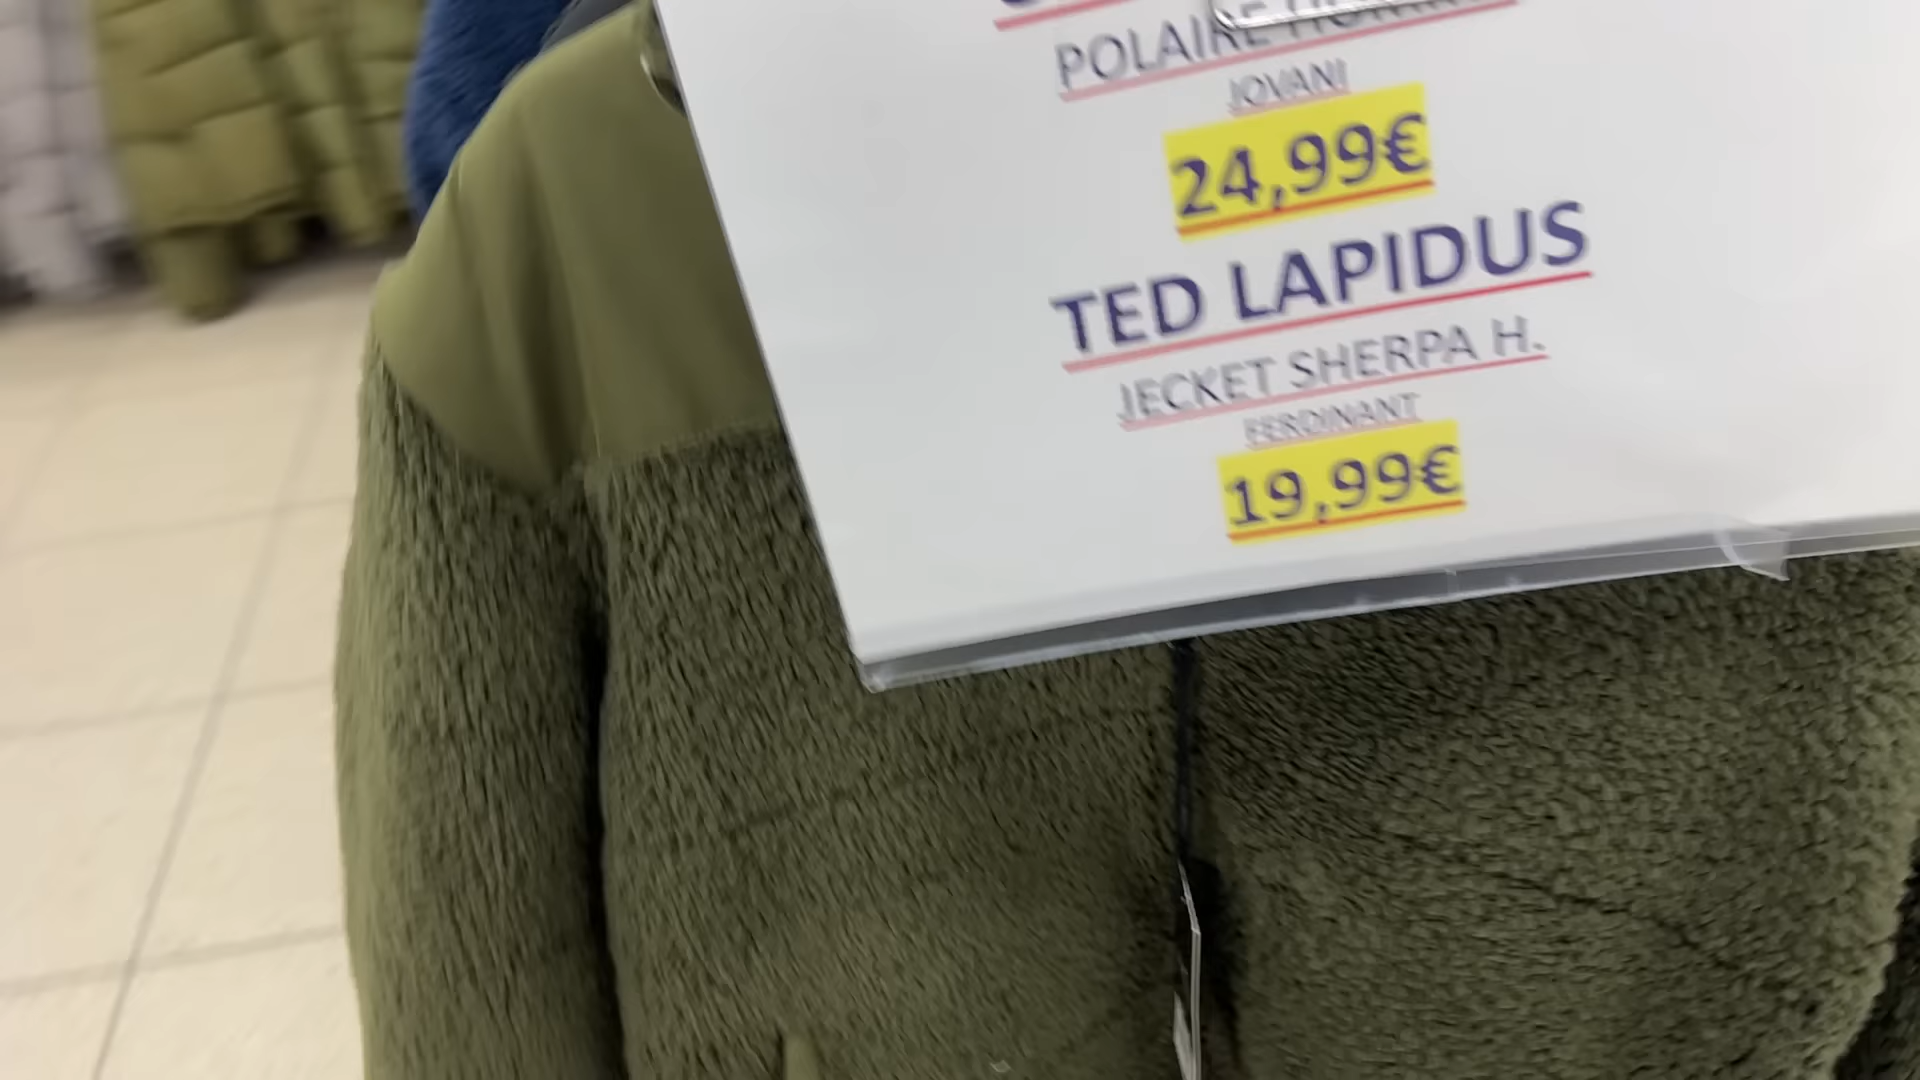 POLAIRE
JOVANI
24,99€
TED LAPIDUS
JECKET SHERPA H.
FERDINANT
19,99€